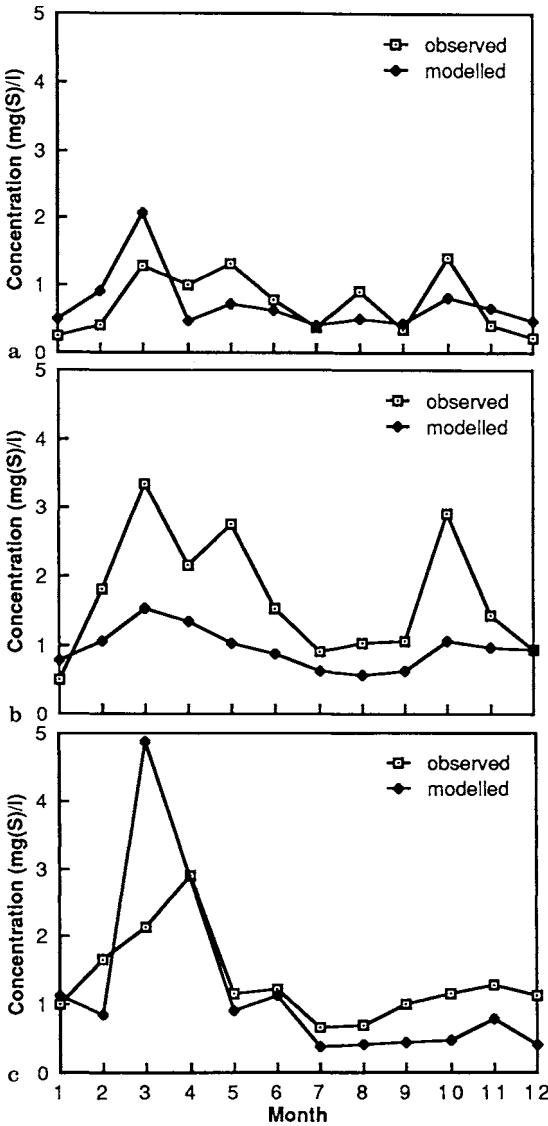 5
4
3
2
1
0
Concentration (mg(S)/l)
observed
modelled
a
5
4
3
2
1
0
Concentration (mg(S)/l)
observed
modelled
b
5
4
3
2
1
0
Concentration (mg(S)/l)
observed
modelled
c
1 2 3 4 5 6 7 8 9 10 11 12
Month